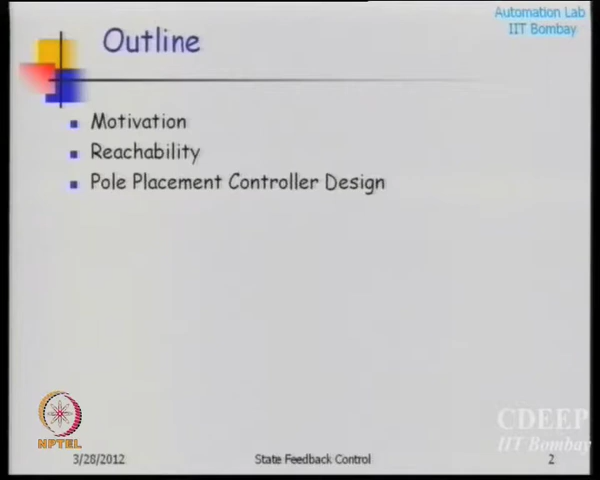 Automation Lab
IIT Bombay
Outline
Motivation
Reachability
Pole Placement Controller Design
NPTEL
CDEEP
IIT Bombay
3/28/2012
State Feedback Control
2